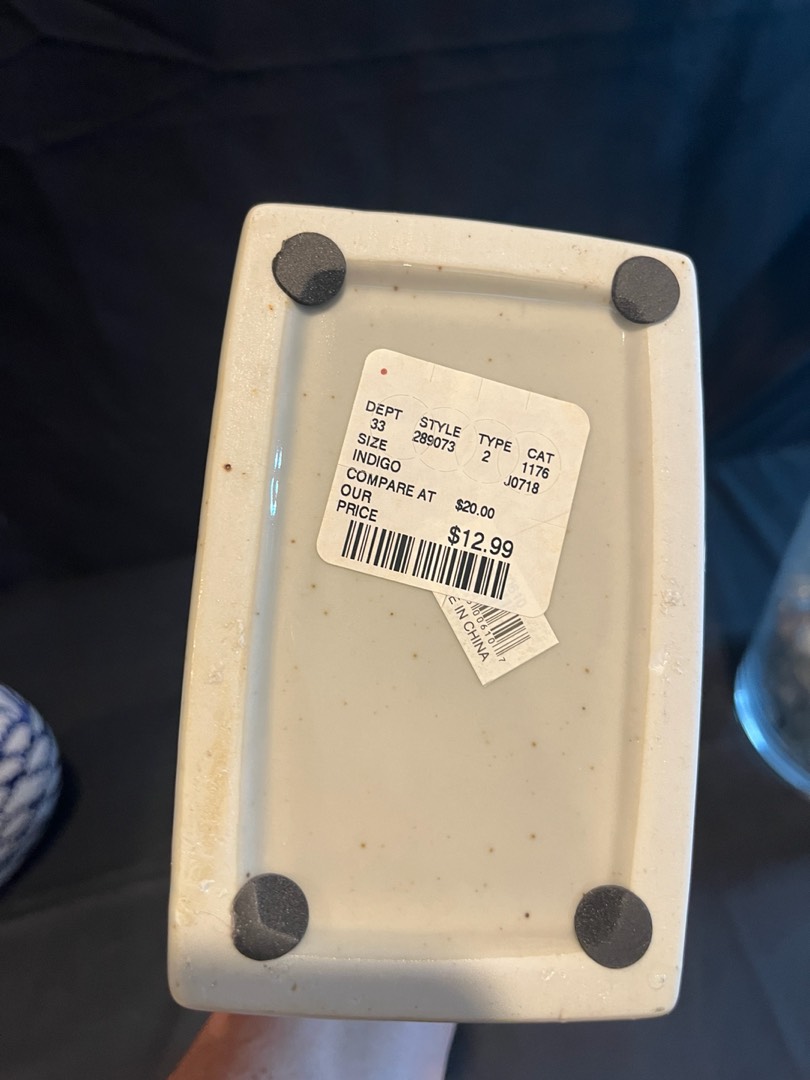 DEPT STYLE TYPE CAT
33 289073 2 1176
SIZE J0718
INDIGO
COMPARE AT $20.00
OUR
PRICE $12.99
E IN CHINA